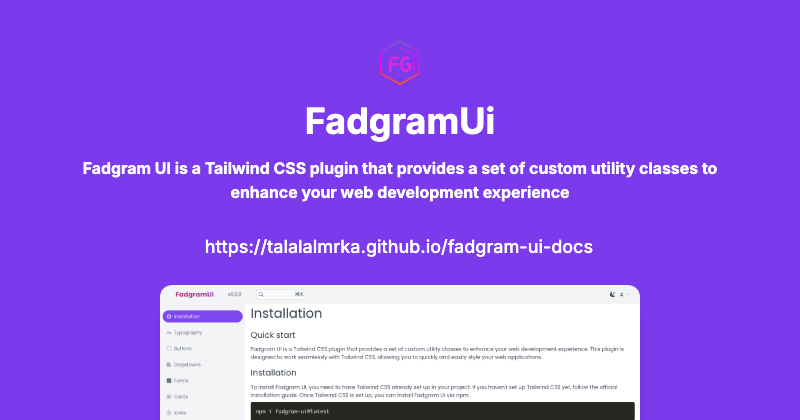 FG
FadgramUi
Fadgram UI is a Tailwind CSS plugin that provides a set of custom utility classes to
enhance your web development experience
https://talalalmrka.github.io/fadgram-ui-docs
FadgramUi v0.0.9 ⌘K
Installation
Typography
Buttons
Dropdowns
Forms
Cards
Icons
Installation
Quick start
Fadgram UI is a Tailwind CSS plugin that provides a set of custom utility classes to enhance your web development experience. This plugin is
designed to work seamlessly with Tailwind CSS, allowing you to quickly and easily style your web applications.
Installation
To install Fadgram UI, you need to have Tailwind CSS already set up in your project. If you haven't set up Tailwind CSS yet, follow the official
installation guide. Once Tailwind CSS is set up, you can install Fadgram UI via npm:
npm i fadgram-ui@latest